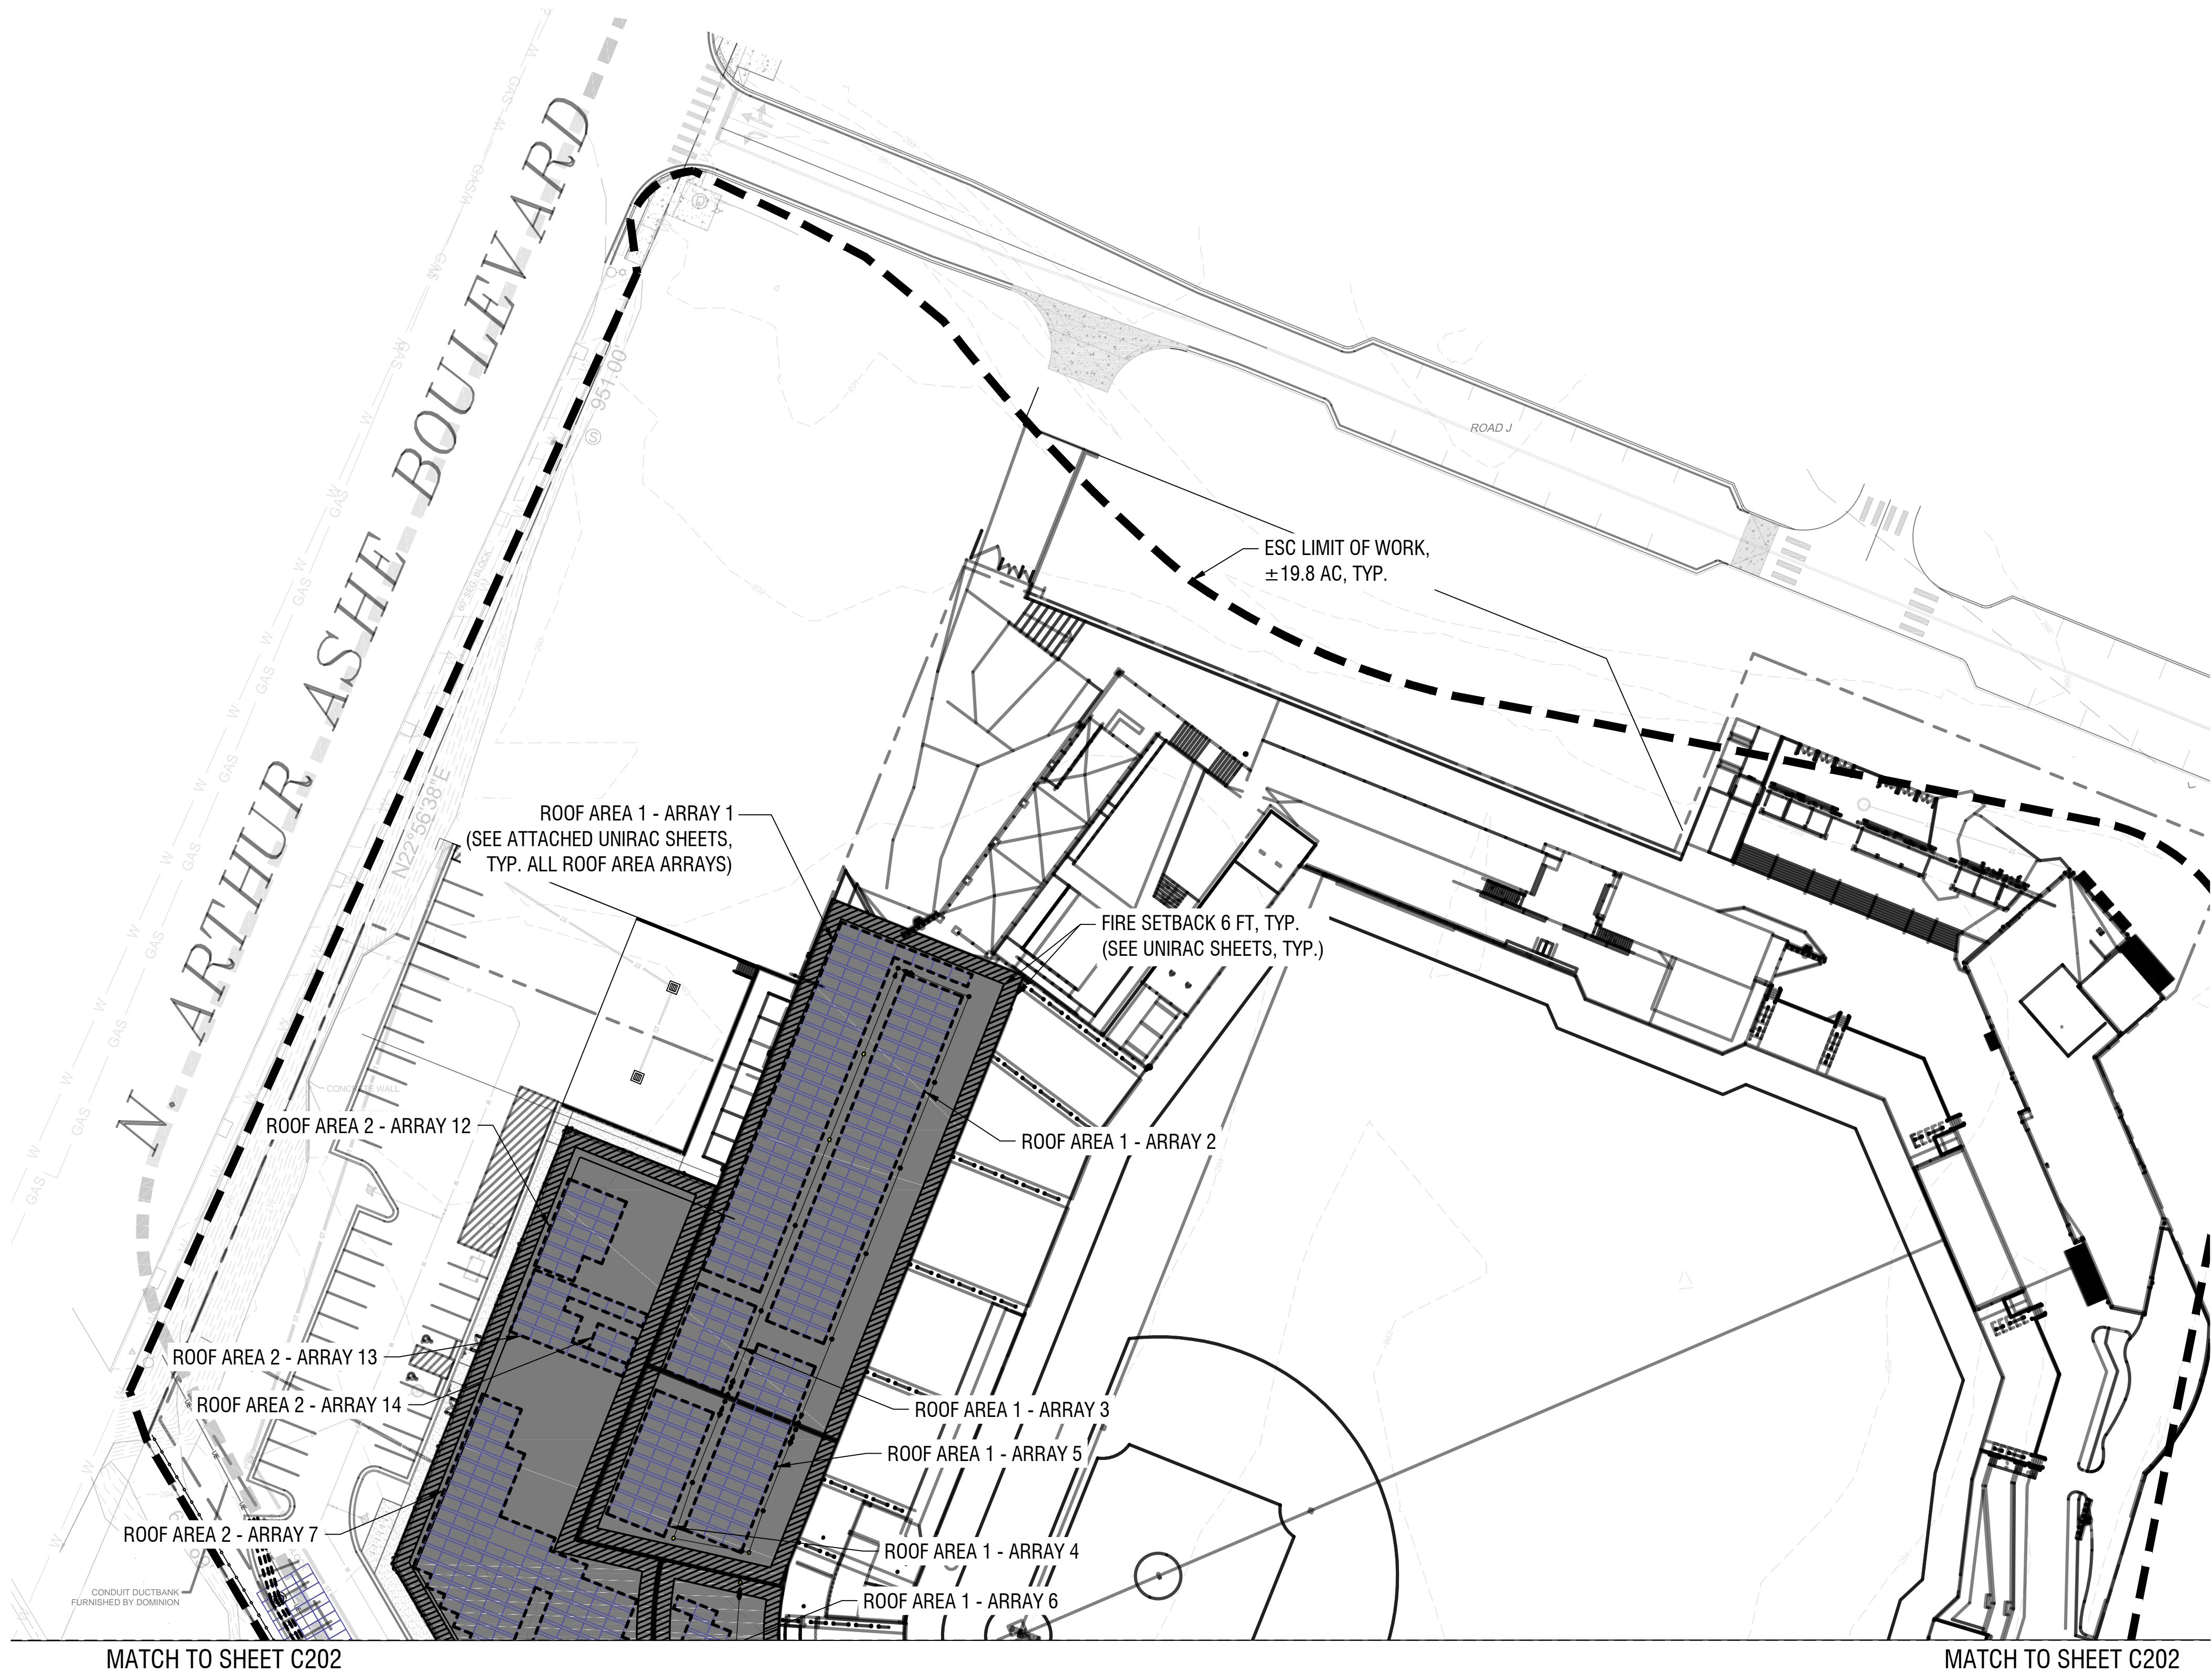 N. ARTHUR ASHE BOULEVARD
951.00'
ROAD J
ESC LIMIT OF WORK,
±19.8 AC, TYP.
60" SEG. BLOCK
N22°56'38"E
ROOF AREA 1 - ARRAY 1
(SEE ATTACHED UNIRAC SHEETS,
TYP. ALL ROOF AREA ARRAYS)
FIRE SETBACK 6 FT, TYP.
(SEE UNIRAC SHEETS, TYP.)
CONCRETE WALL
ROOF AREA 2 - ARRAY 12
ROOF AREA 1 - ARRAY 2
ROOF AREA 2 - ARRAY 13
ROOF AREA 2 - ARRAY 14
ROOF AREA 1 - ARRAY 3
ROOF AREA 1 - ARRAY 5
ROOF AREA 2 - ARRAY 7
ROOF AREA 1 - ARRAY 4
CONDUIT DUCTBANK
FURNISHED BY DOMINION
ROOF AREA 1 - ARRAY 6
MATCH TO SHEET C202
MATCH TO SHEET C202